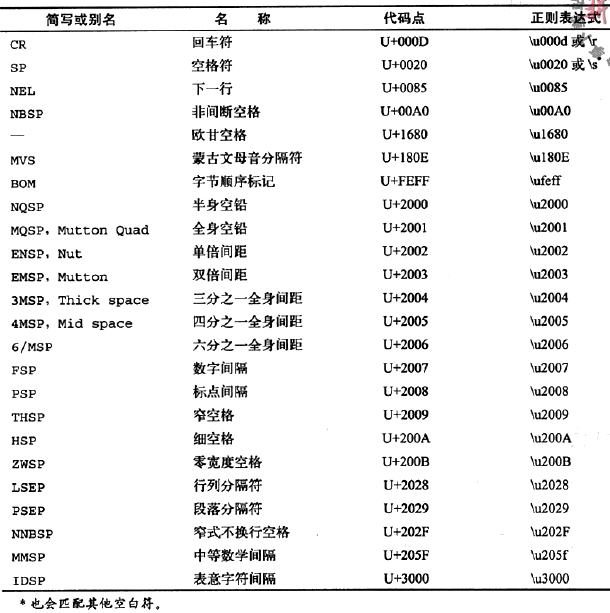 简写或别名 名 称 代码点 正则表达式
CR 回车符 U+000D \u000d 或 \r
SP 空格符 U+0020 \u0020 或 \s*
NEL 下一行 U+0085 \u0085
NBSP 非间断空格 U+00A0 \u00A0
— 欧甘空格 U+1680 \u1680
MVS 蒙古文母音分隔符 U+180E \u180E
BOM 字节顺序标记 U+FEFF \ufeff
NQSP 半身空铅 U+2000 \u2000
MQSP, Mutton Quad 全身空铅 U+2001 \u2001
ENSP, Nut 单倍间距 U+2002 \u2002
EMSP, Mutton 双倍间距 U+2003 \u2003
3MSP, Thick space 三分之一全身间距 U+2004 \u2004
4MSP, Mid space 四分之一全身间距 U+2005 \u2005
6/MSP 六分之一全身间距 U+2006 \u2006
FSP 数字间隔 U+2007 \u2007
PSP 标点间隔 U+2008 \u2008
THSP 窄空格 U+2009 \u2009
HSP 细空格 U+200A \u200A
ZWSP 零宽度空格 U+200B \u200B
LSEP 行列分隔符 U+2028 \u2028
PSEP 段落分隔符 U+2029 \u2029
NNBSP 窄式不换行空格 U+202F \u202F
MMSP 中等数学间隔 U+205F \u205f
IDSP 表意字符间隔 U+3000 \u3000
* 也会匹配其他空白符。